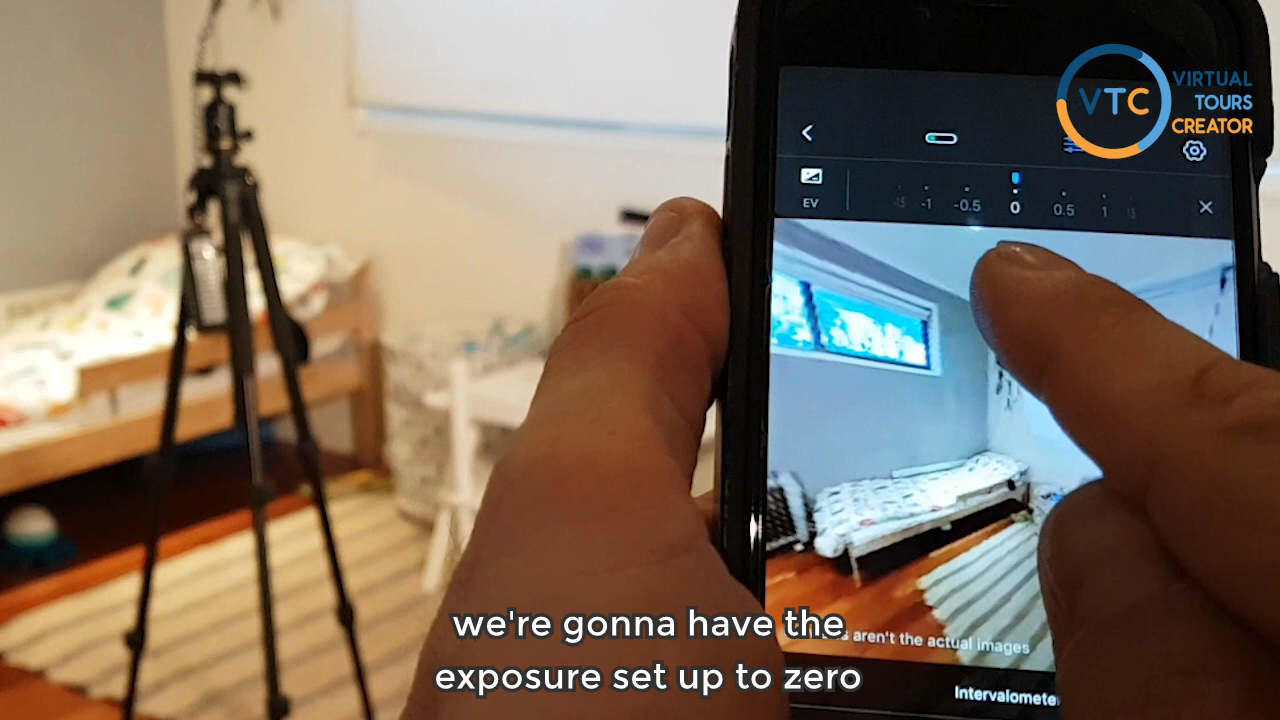 VTC
VIRTUAL
TOURS
CREATOR
EV
-1 -0.5 0 0.5 1
aren't the actual images
we're gonna have the
exposure set up to zero